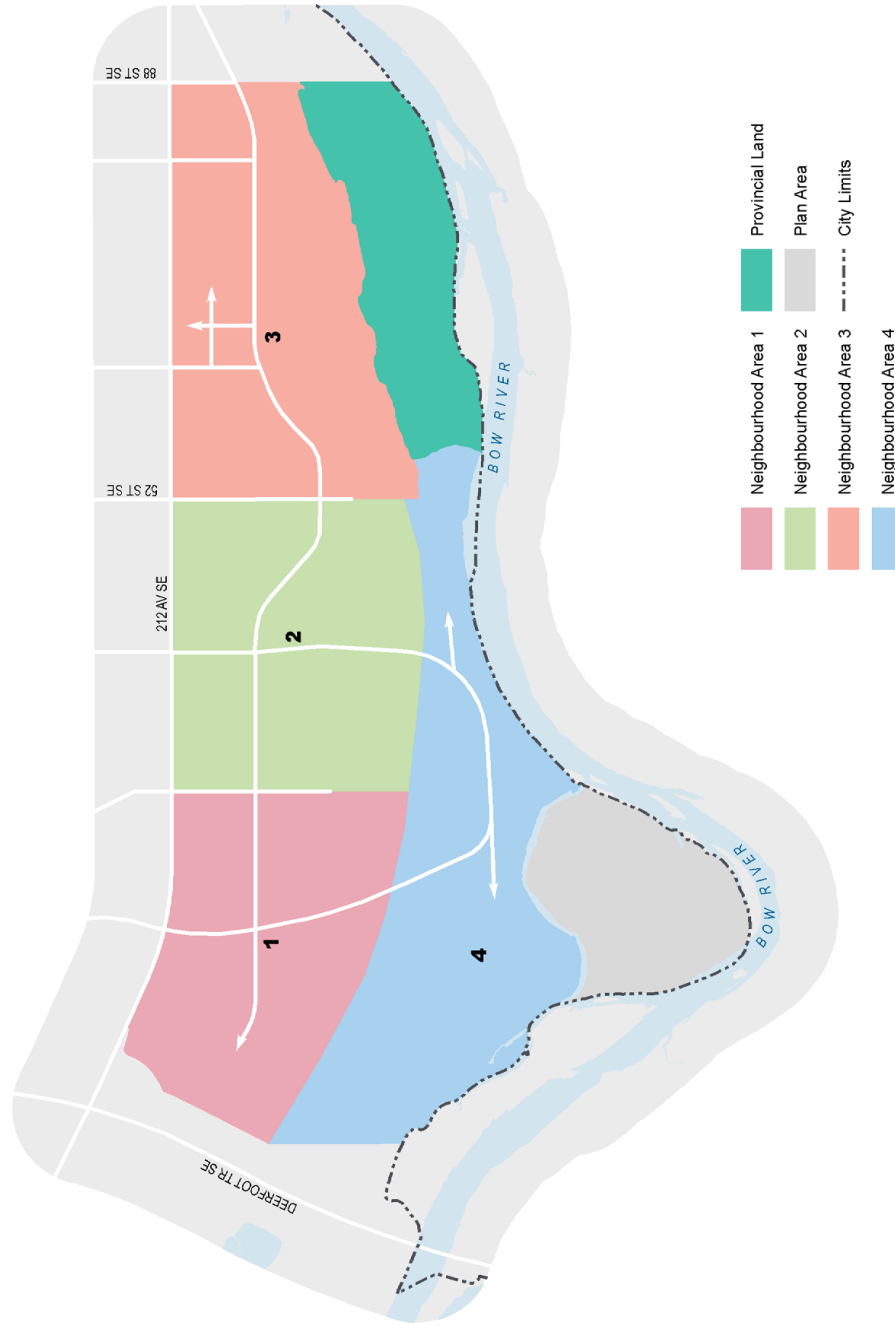 88 ST SE
52 ST SE
212 AV SE
DEERFOOT TR SE
3
2
1
4
BOW RIVER
BOW RIVER
Neighbourhood Area 1
Neighbourhood Area 2
Neighbourhood Area 3
Neighbourhood Area 4
Provincial Land
Plan Area
City Limits